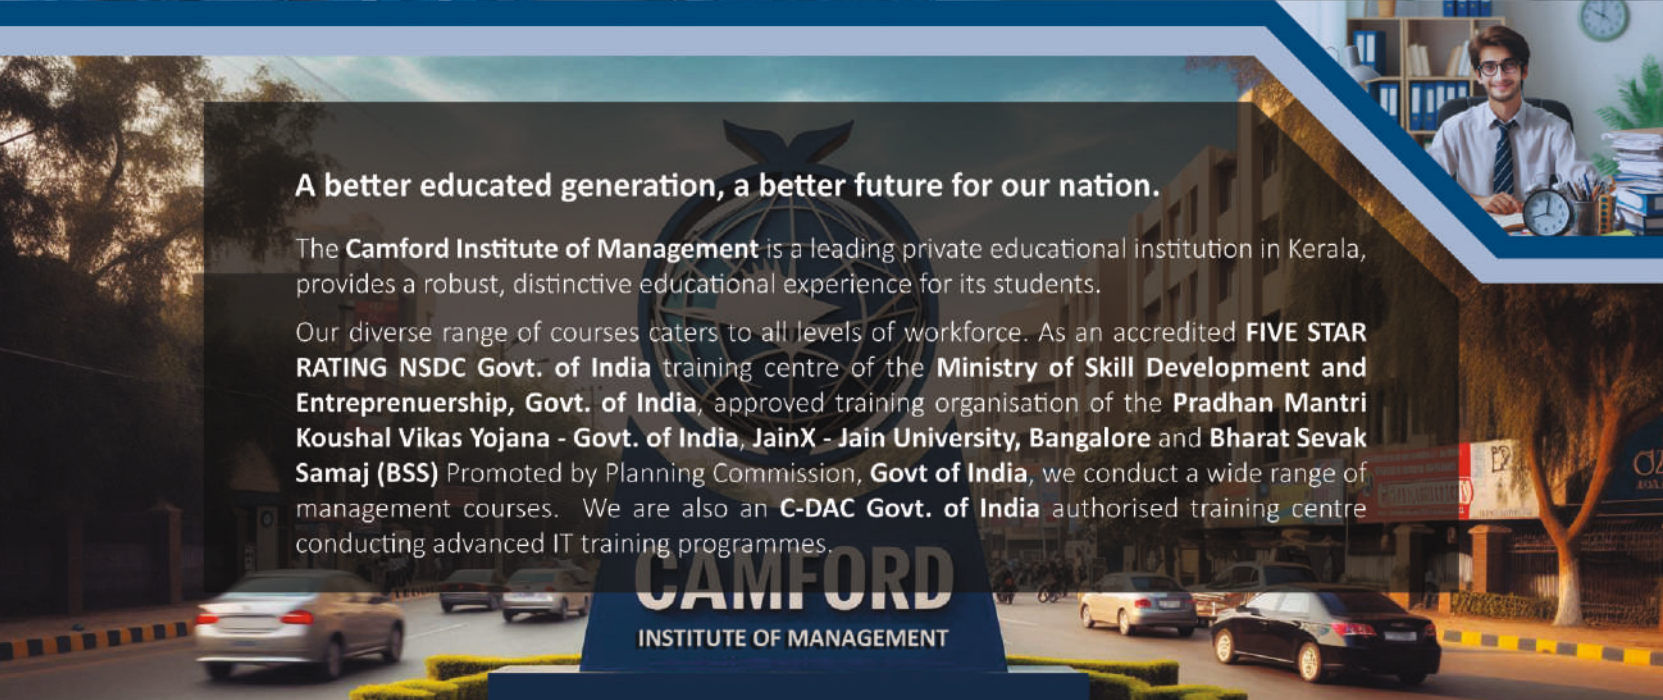 A better educated generation, a better future for our nation.
The Camford Institute of Management is a leading private educational institution in Kerala,
provides a robust, distinctive educational experience for its students.
Our diverse range of courses caters to all levels of workforce. As an accredited FIVE STAR
RATING NSDC Govt. of India training centre of the Ministry of Skill Development and
Entreprenuership, Govt. of India, approved training organisation of the Pradhan Mantri
Koushal Vikas Yojana - Govt. of India, JainX - Jain University, Bangalore and Bharat Sevak
Samaj (BSS) Promoted by Planning Commission, Govt of India, we conduct a wide range of
management courses. We are also an C-DAC Govt. of India authorised training centre
conducting advanced IT training programmes.
CAMFORD
INSTITUTE OF MANAGEMENT